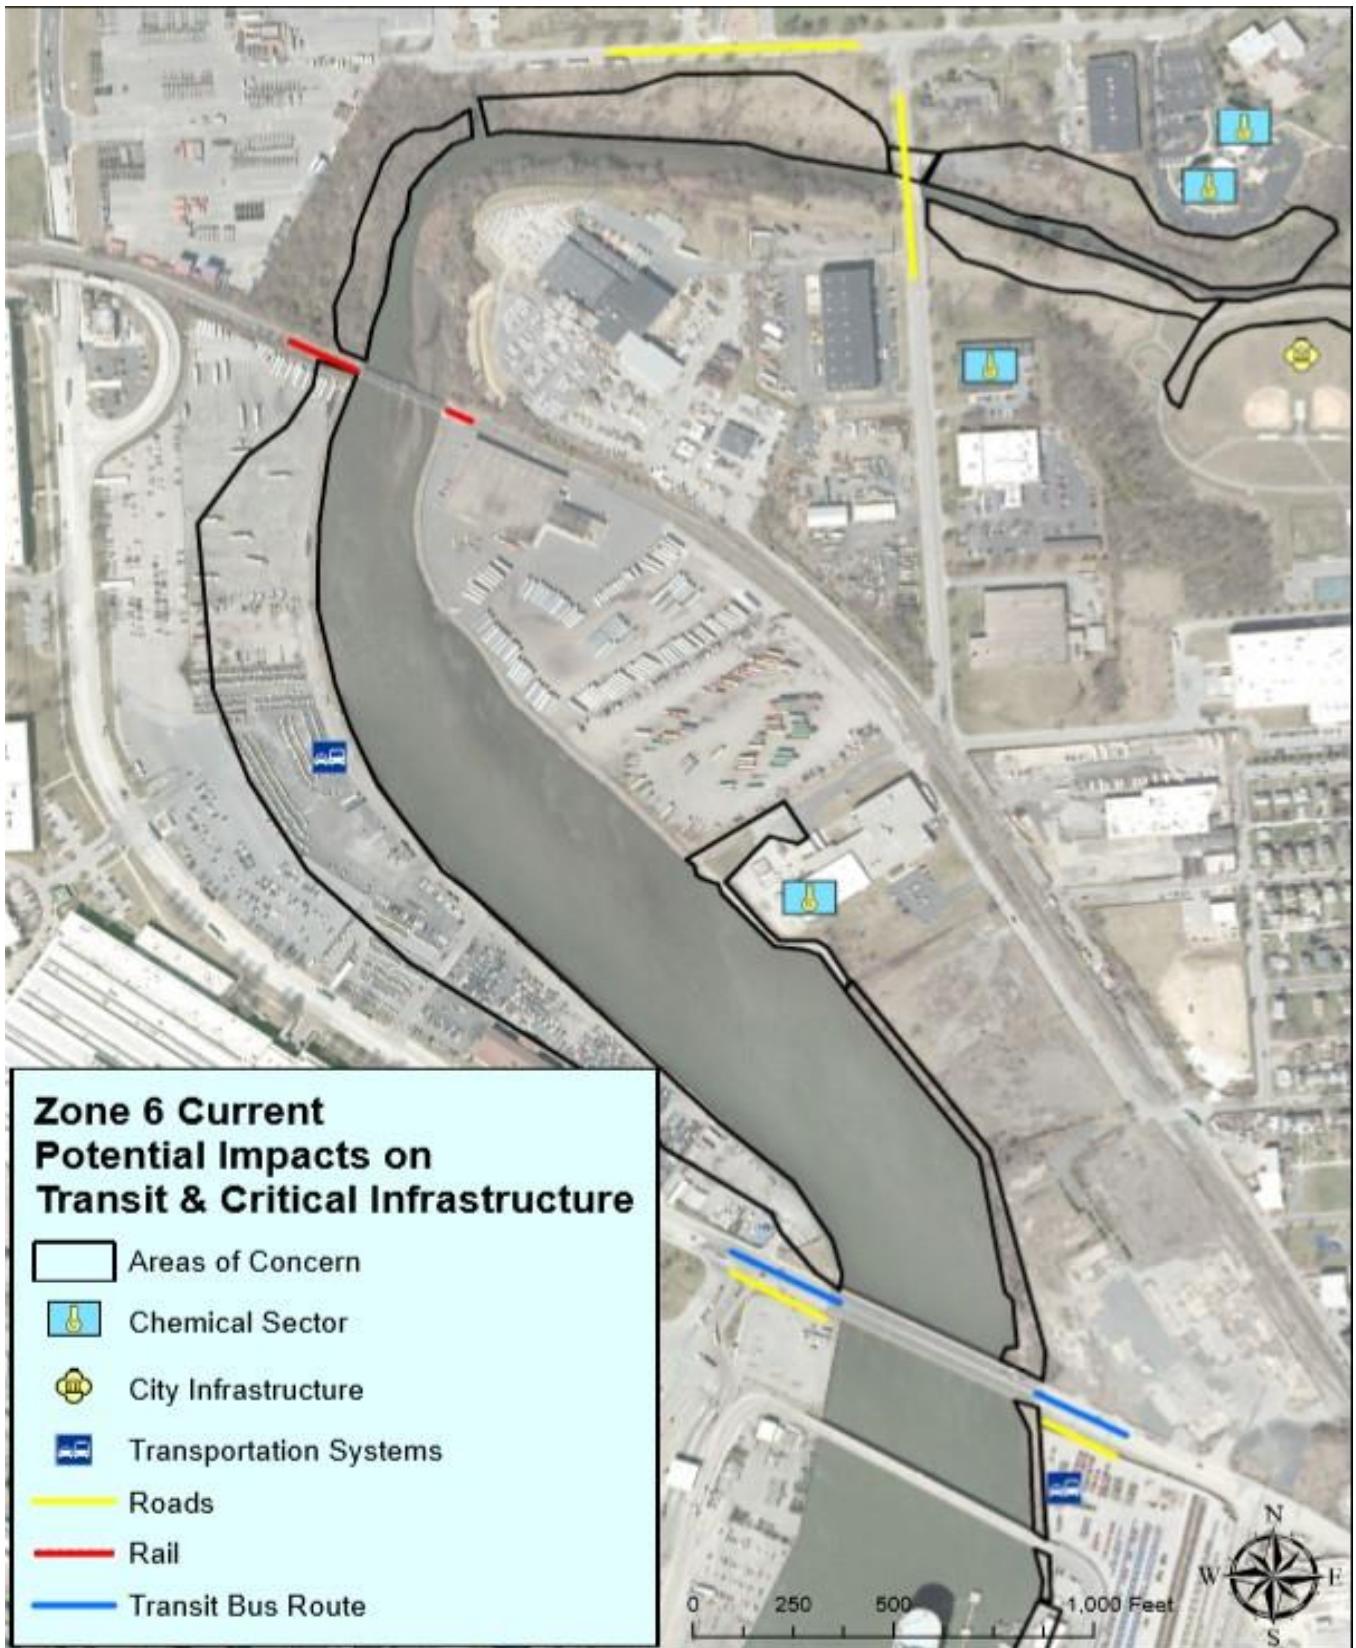 Zone 6 Current
Potential Impacts on
Transit & Critical Infrastructure
Areas of Concern
Chemical Sector
City Infrastructure
Transportation Systems
Roads
Rail
Transit Bus Route
N
W E
S
0 250 500 1,000 Feet